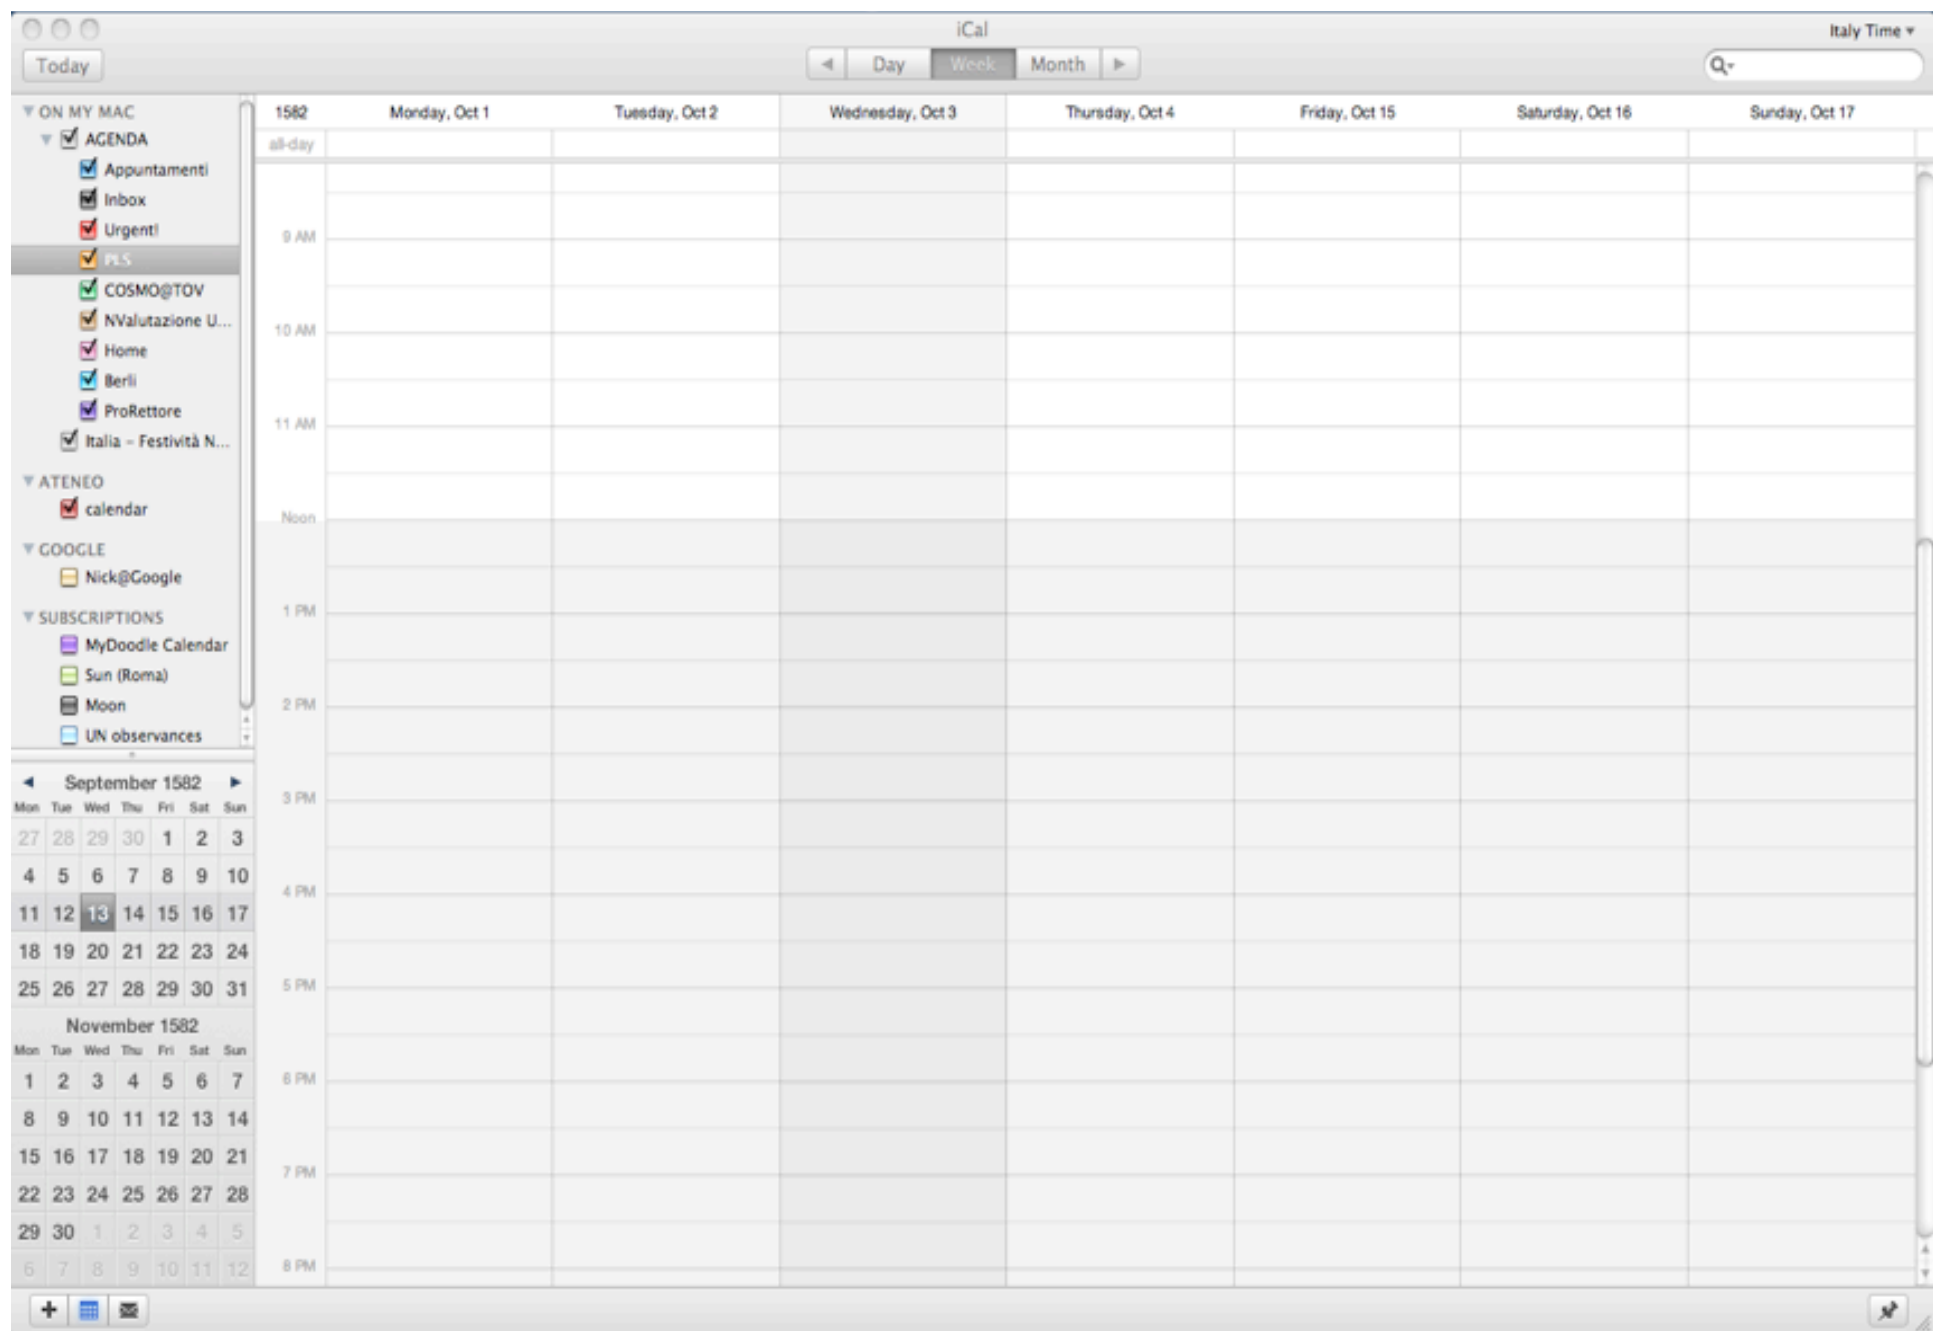 iCal
Italy Time
Today
Day Week Month
ON MY MAC
AGENDA
Appuntamenti
Inbox
Urgent!
PLS
COSMO@TOV
NValutazione U...
Home
Berli
ProRettore
Italia – Festività N...
ATENEO
calendar
GOOGLE
Nick@Google
SUBSCRIPTIONS
MyDoodle Calendar
Sun (Roma)
Moon
UN observances
September 1582
Mon Tue Wed Thu Fri Sat Sun
27 28 29 30 1 2 3
4 5 6 7 8 9 10
11 12 13 14 15 16 17
18 19 20 21 22 23 24
25 26 27 28 29 30 31
November 1582
Mon Tue Wed Thu Fri Sat Sun
1 2 3 4 5 6 7
8 9 10 11 12 13 14
15 16 17 18 19 20 21
22 23 24 25 26 27 28
29 30 1 2 3 4 5
6 7 8 9 10 11 12
1582 Monday, Oct 1 Tuesday, Oct 2 Wednesday, Oct 3 Thursday, Oct 4 Friday, Oct 15 Saturday, Oct 16 Sunday, Oct 17
all-day
9 AM
10 AM
11 AM
Noon
1 PM
2 PM
3 PM
4 PM
5 PM
6 PM
7 PM
8 PM